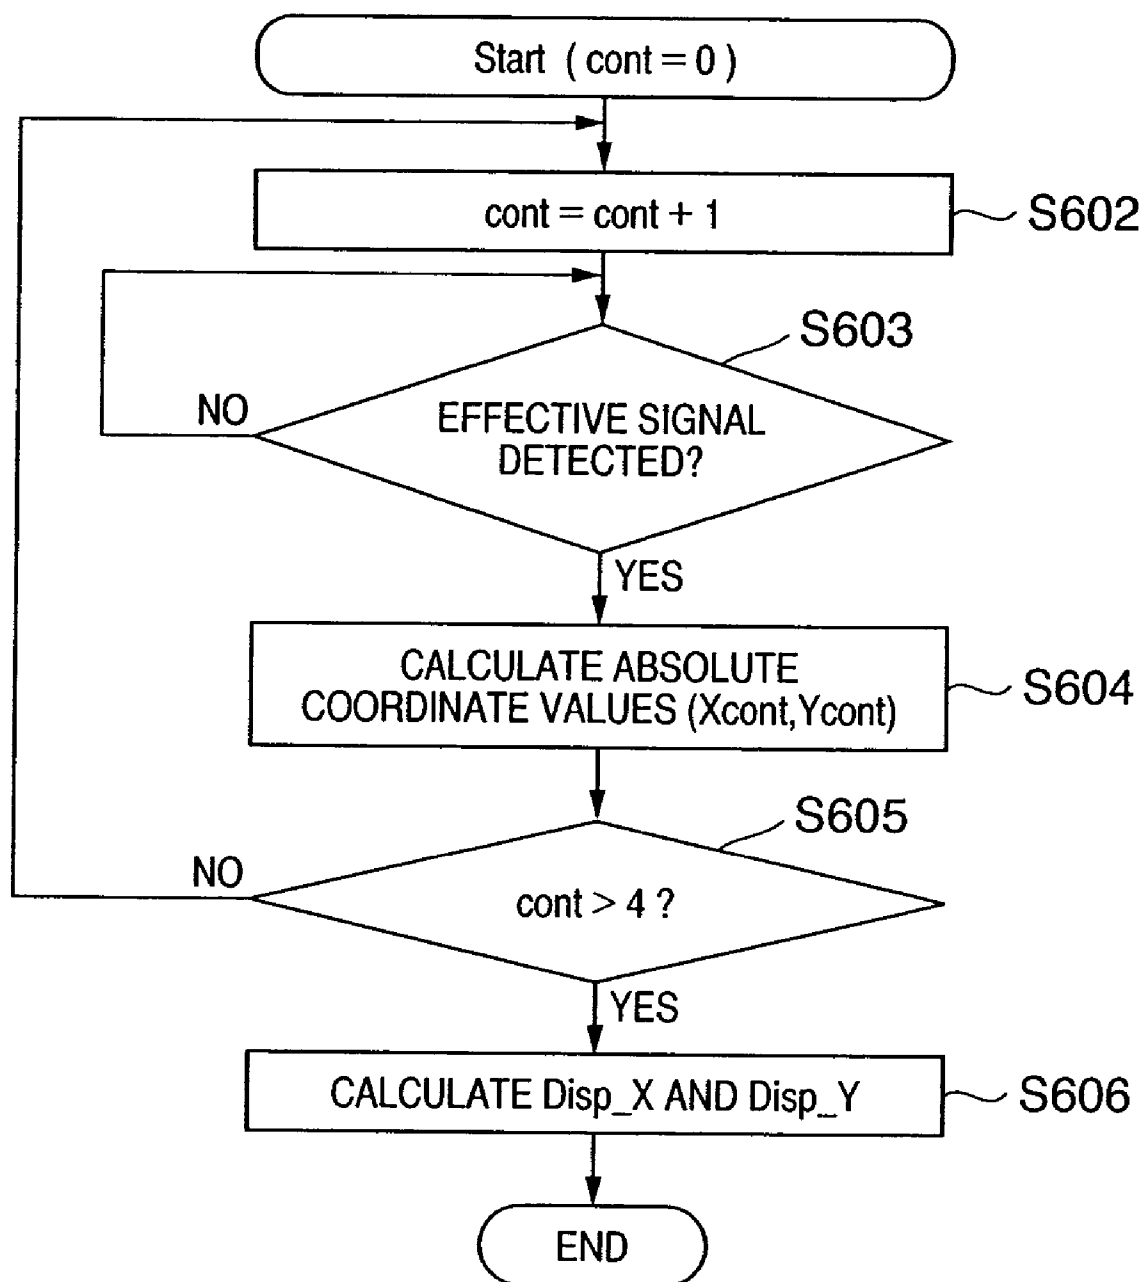 Start ( cont = 0 )
cont = cont + 1
S602
S603
NO
EFFECTIVE SIGNAL
DETECTED?
YES
CALCULATE ABSOLUTE
COORDINATE VALUES (Xcont,Ycont)
S604
S605
NO
cont > 4 ?
YES
CALCULATE Disp_X AND Disp_Y
S606
END